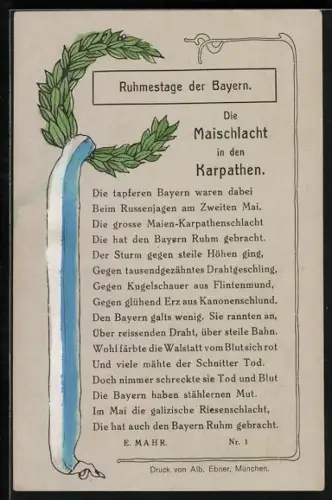 Ruhmestage der Bayern.
Die
Maischlacht
in den
Karpathen.
Die tapferen Bayern waren dabei
Beim Russenjagen am Zweiten Mai.
Die grosse Maien-Karpathenschlacht
Die hat den Bayern Ruhm gebracht.
Der Sturm gegen steile Höhen ging,
Gegen tausendgezähntes Drahtgeschling,
Gegen Kugelschauer aus Flintenmund,
Gegen glühend Erz aus Kanonenschlund.
Den Bayern galts wenig. Sie rannten an,
Über reissenden Draht, über steile Bahn.
Wohl färbte die Walstatt vom Blut sich rot
Und viele mähte der Schnitter Tod.
Doch nimmer schreckte sie Tod und Blut
Die Bayern haben stählernen Mut.
Im Mai die galizische Riesenschlacht,
Die hat auch den Bayern Ruhm gebracht.
E. MAHR. Nr. 1
Druck von Alb. Ebner, München.